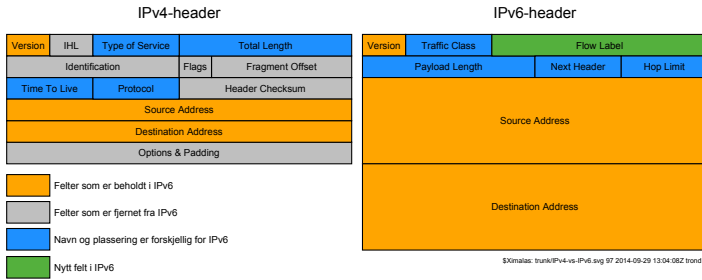 IPv4-header
Version IHL Type of Service Total Length
Identification Flags Fragment Offset
Time To Live Protocol Header Checksum
Source Address
Destination Address
Options & Padding
Felter som er beholdt i IPv6
Felter som er fjernet fra IPv6
Navn og plassering er forskjellig for IPv6
Nytt felt i IPv6
IPv6-header
Version Traffic Class Flow Label
Payload Length Next Header Hop Limit
Source Address
Destination Address
$Ximalas: trunk/IPv4-vs-IPv6.svg 97 2014-09-29 13:04:08Z trond